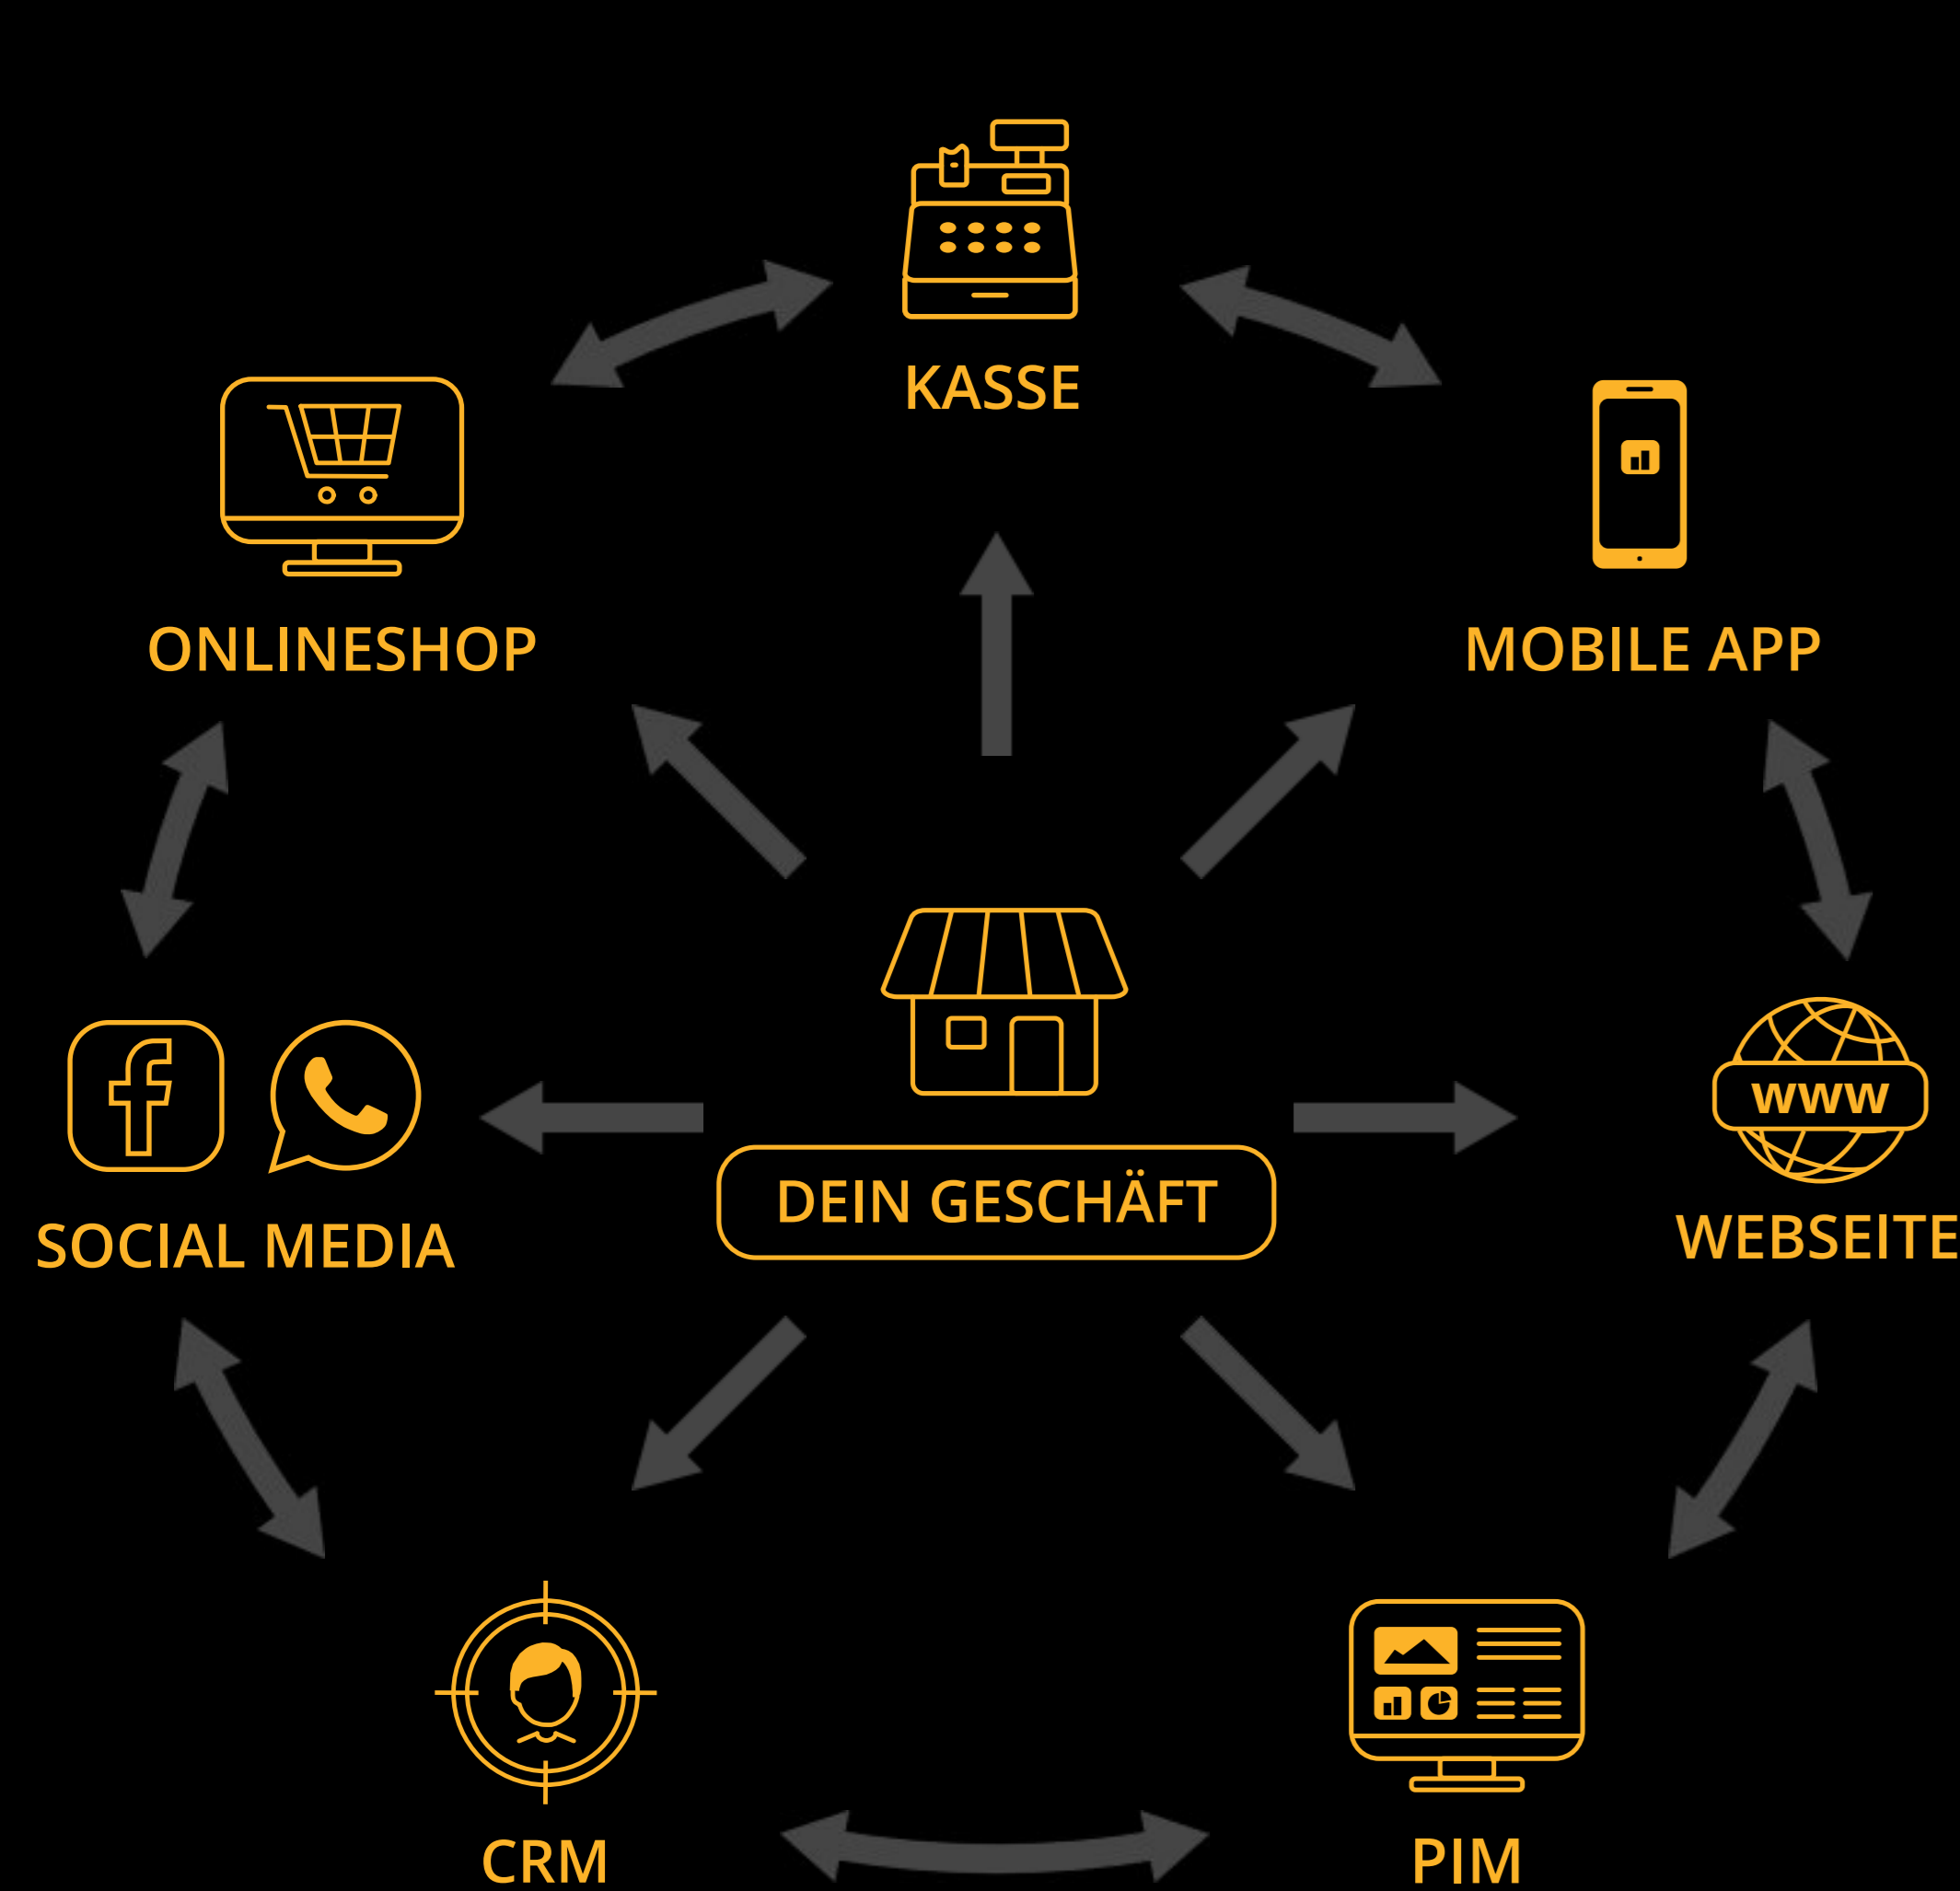 KASSE
ONLINESHOP
MOBILE APP
www
DEIN GESCHÄFT
SOCIAL MEDIA
WEBSEITE
CRM
PIM